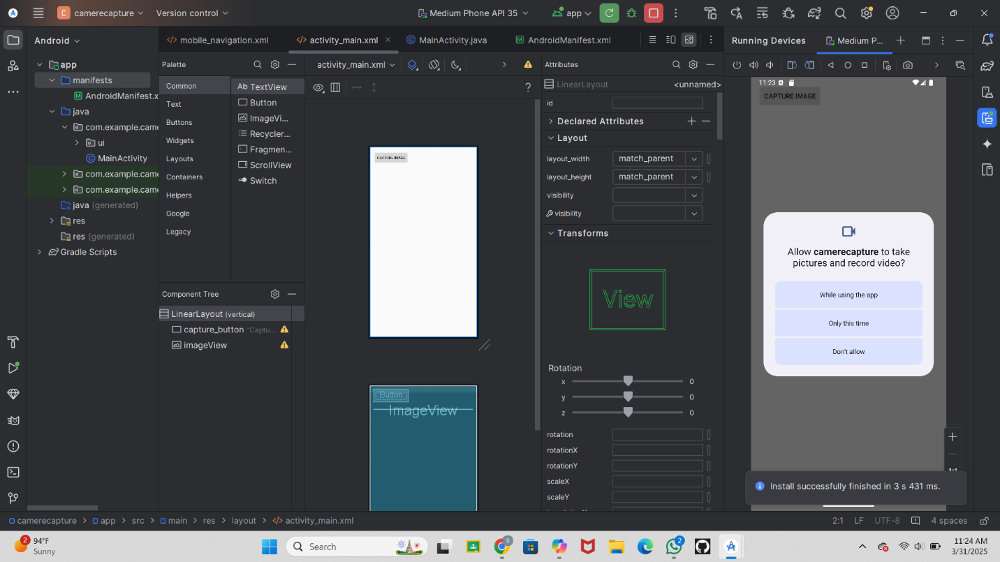 C camerecapture
Version control
Medium Phone API 35
app
Android
mobile_navigation.xml
activity_main.xml
MainActivity.java
AndroidManifest.xml
Running Devices
Medium P...
app
manifests
AndroidManifest.x
java
com.example.came
ui
MainActivity
com.example.came
com.example.came
java (generated)
res
res (generated)
Gradle Scripts
Palette
Common
Text
Buttons
Widgets
Layouts
Containers
Helpers
Google
Legacy
Ab TextView
Button
ImageVi...
Recycler...
Fragmen...
ScrollView
Switch
Component Tree
LinearLayout (vertical)
capture_button "Captu...
imageView
activity_main.xml
?
CAPTURE IMAGE
Button
ImageView
Attributes
LinearLayout
<unnamed>
id
Declared Attributes
Layout
layout_width
match_parent
layout_height
match_parent
visibility
visibility
Transforms
View
Rotation
x
0
y
0
z
0
rotation
rotationX
rotationY
scaleX
scaleY
11:23
CAPTURE IMAGE
Allow camerecapture to take
pictures and record video?
While using the app
Only this time
Don't allow
Install successfully finished in 3 s 431 ms.
camerecapture > app > src > main > res > layout > activity_main.xml
2:1
LF
UTF-8
4 spaces
2
94°F
Sunny
Search
S
2
11:24 AM
3/31/2025